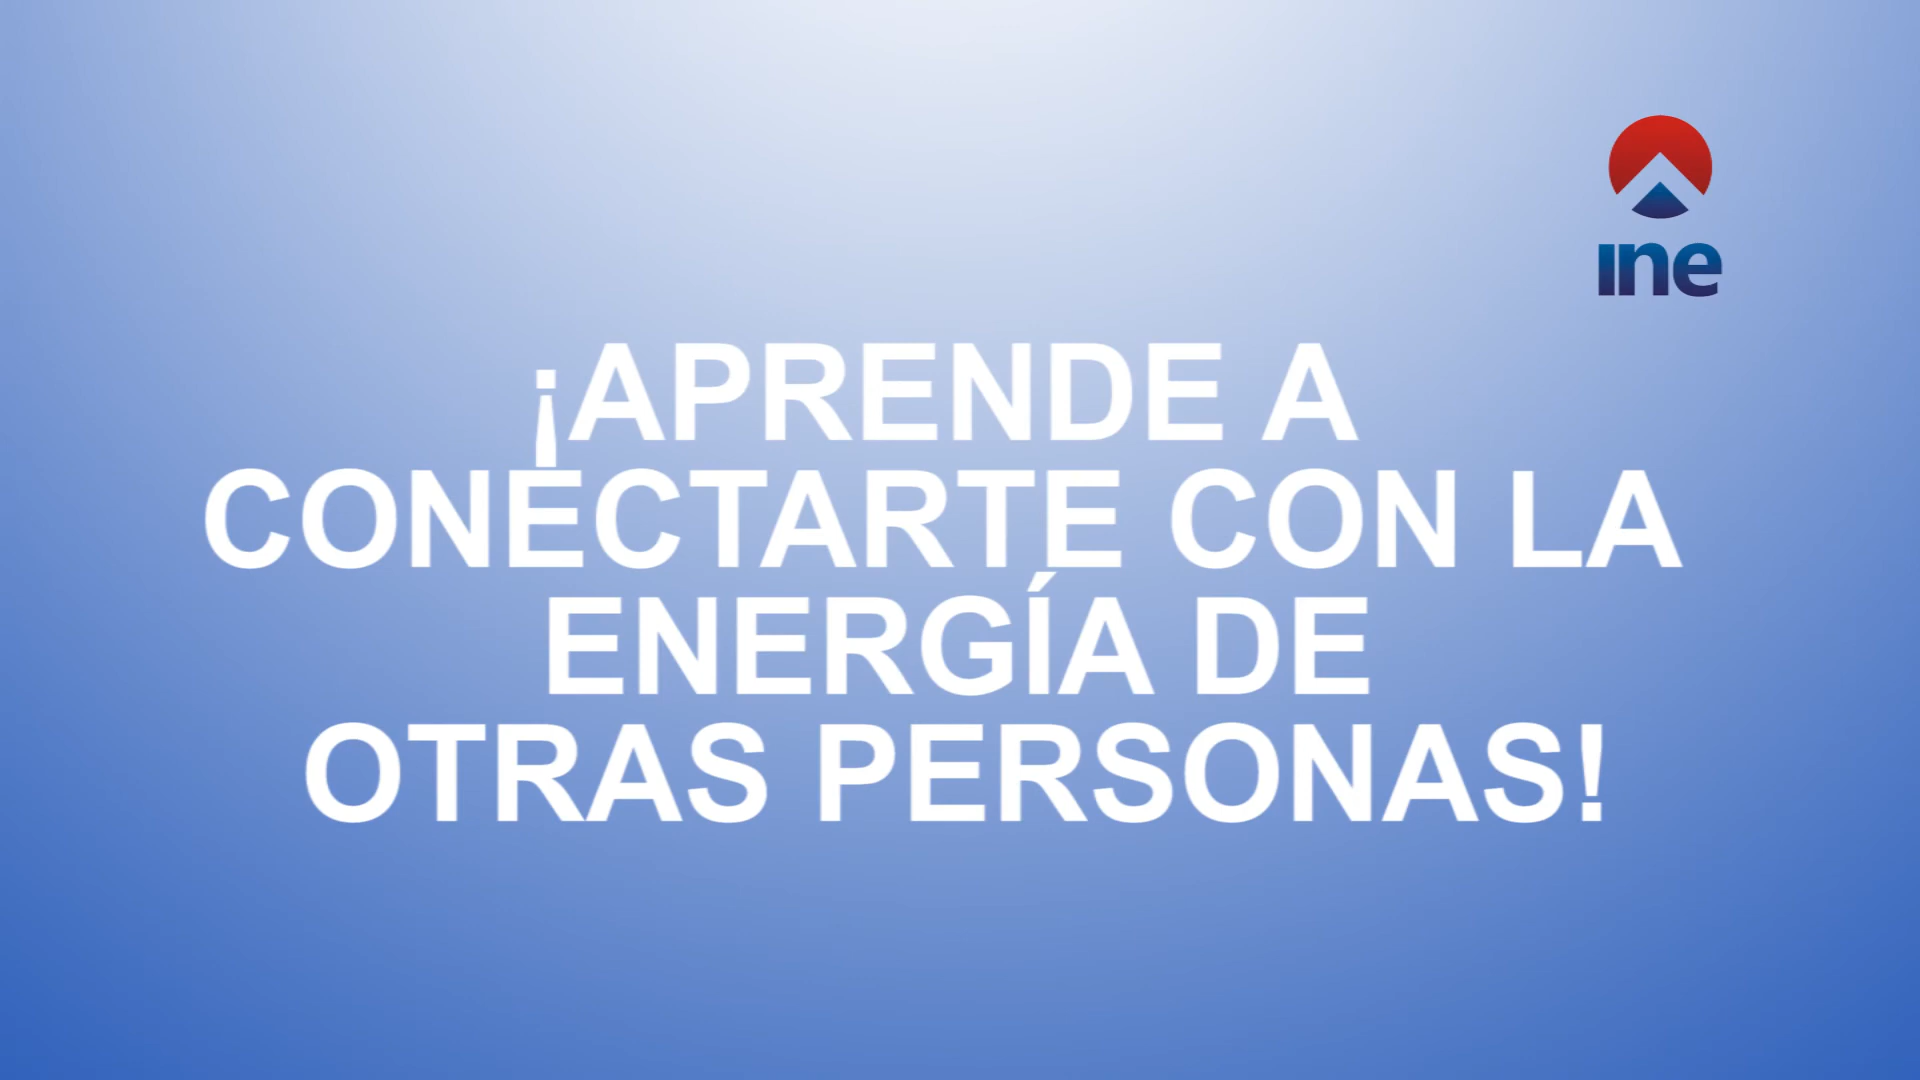 ine
¡APRENDE A
CONECTARTE CON LA
ENERGÍA DE
OTRAS PERSONAS!